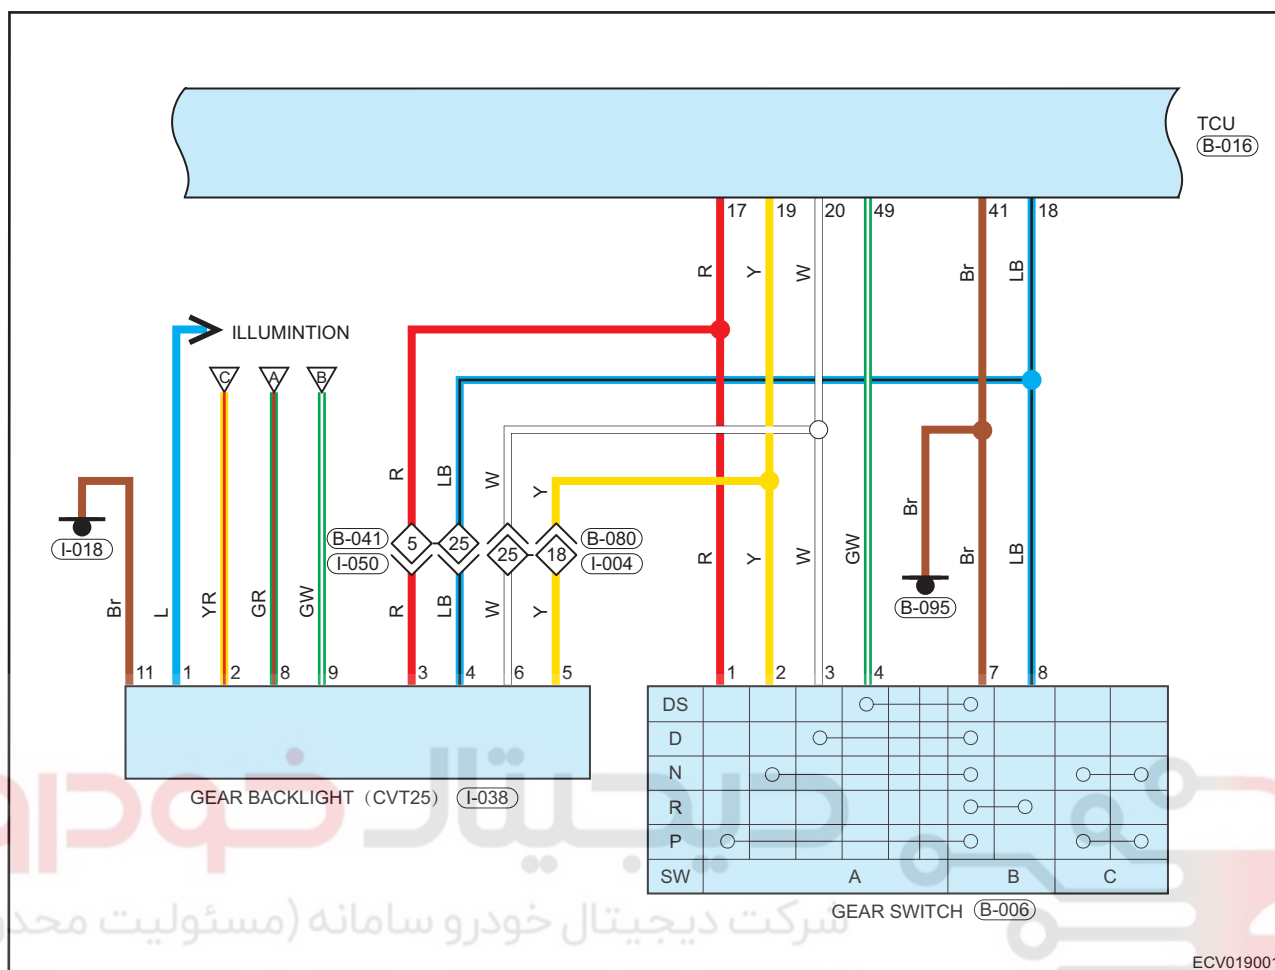 TCU
B-016
17 19 20 49 41 18
R Y W Br LB
ILLUMINTION
C A B
R LB W Y Br
I-018
B-041 5 25 25 18 B-080
I-050 I-004
B-095
Br L YR GR GW R LB W Y R Y W GW Br LB
11 1 2 8 9 3 4 6 5 1 2 3 4 7 8
DS
D
N
R
P
SW A B C
GEAR BACKLIGHT (CVT25) I-038
GEAR SWITCH B-006
دیجیتال خودرو
شرکت دیجیتال خودرو سامانه (مسئولیت محدو
ECV019001